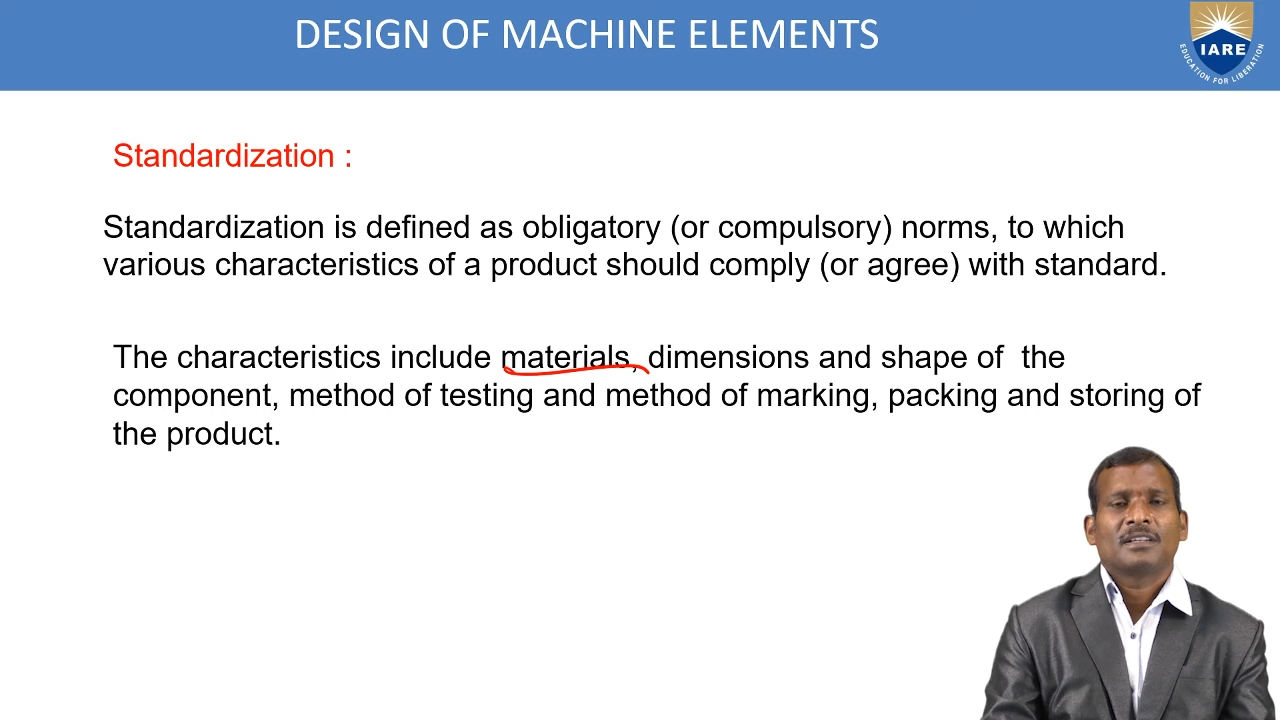 DESIGN OF MACHINE ELEMENTS
IARE
EDUCATION FOR LIBERATION
Standardization :
Standardization is defined as obligatory (or compulsory) norms, to which
various characteristics of a product should comply (or agree) with standard.
The characteristics include materials, dimensions and shape of the
component, method of testing and method of marking, packing and storing of
the product.